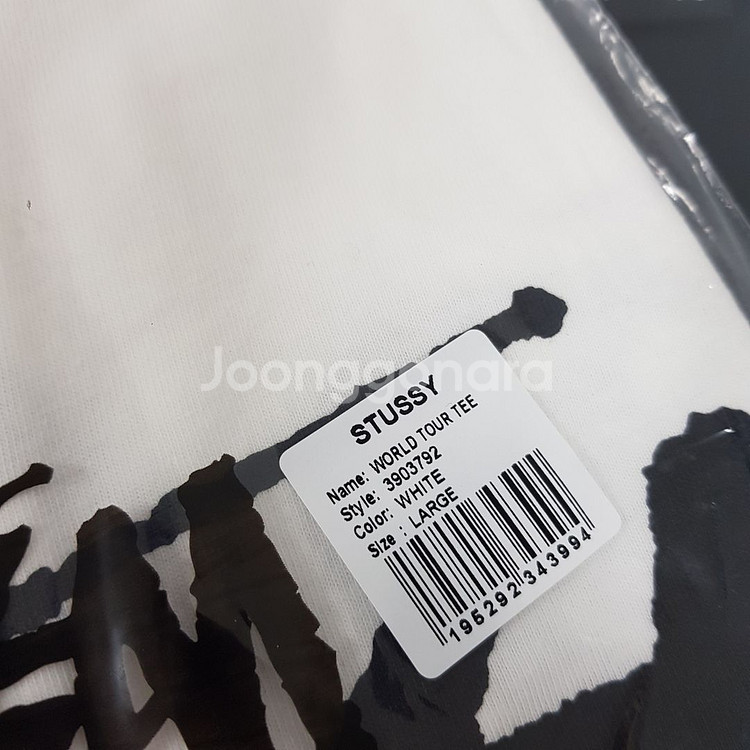 Joonggonara
STUSSY
Name: WORLD TOUR TEE
Style: 3903792
Color: WHITE
Size : LARGE
195292343994